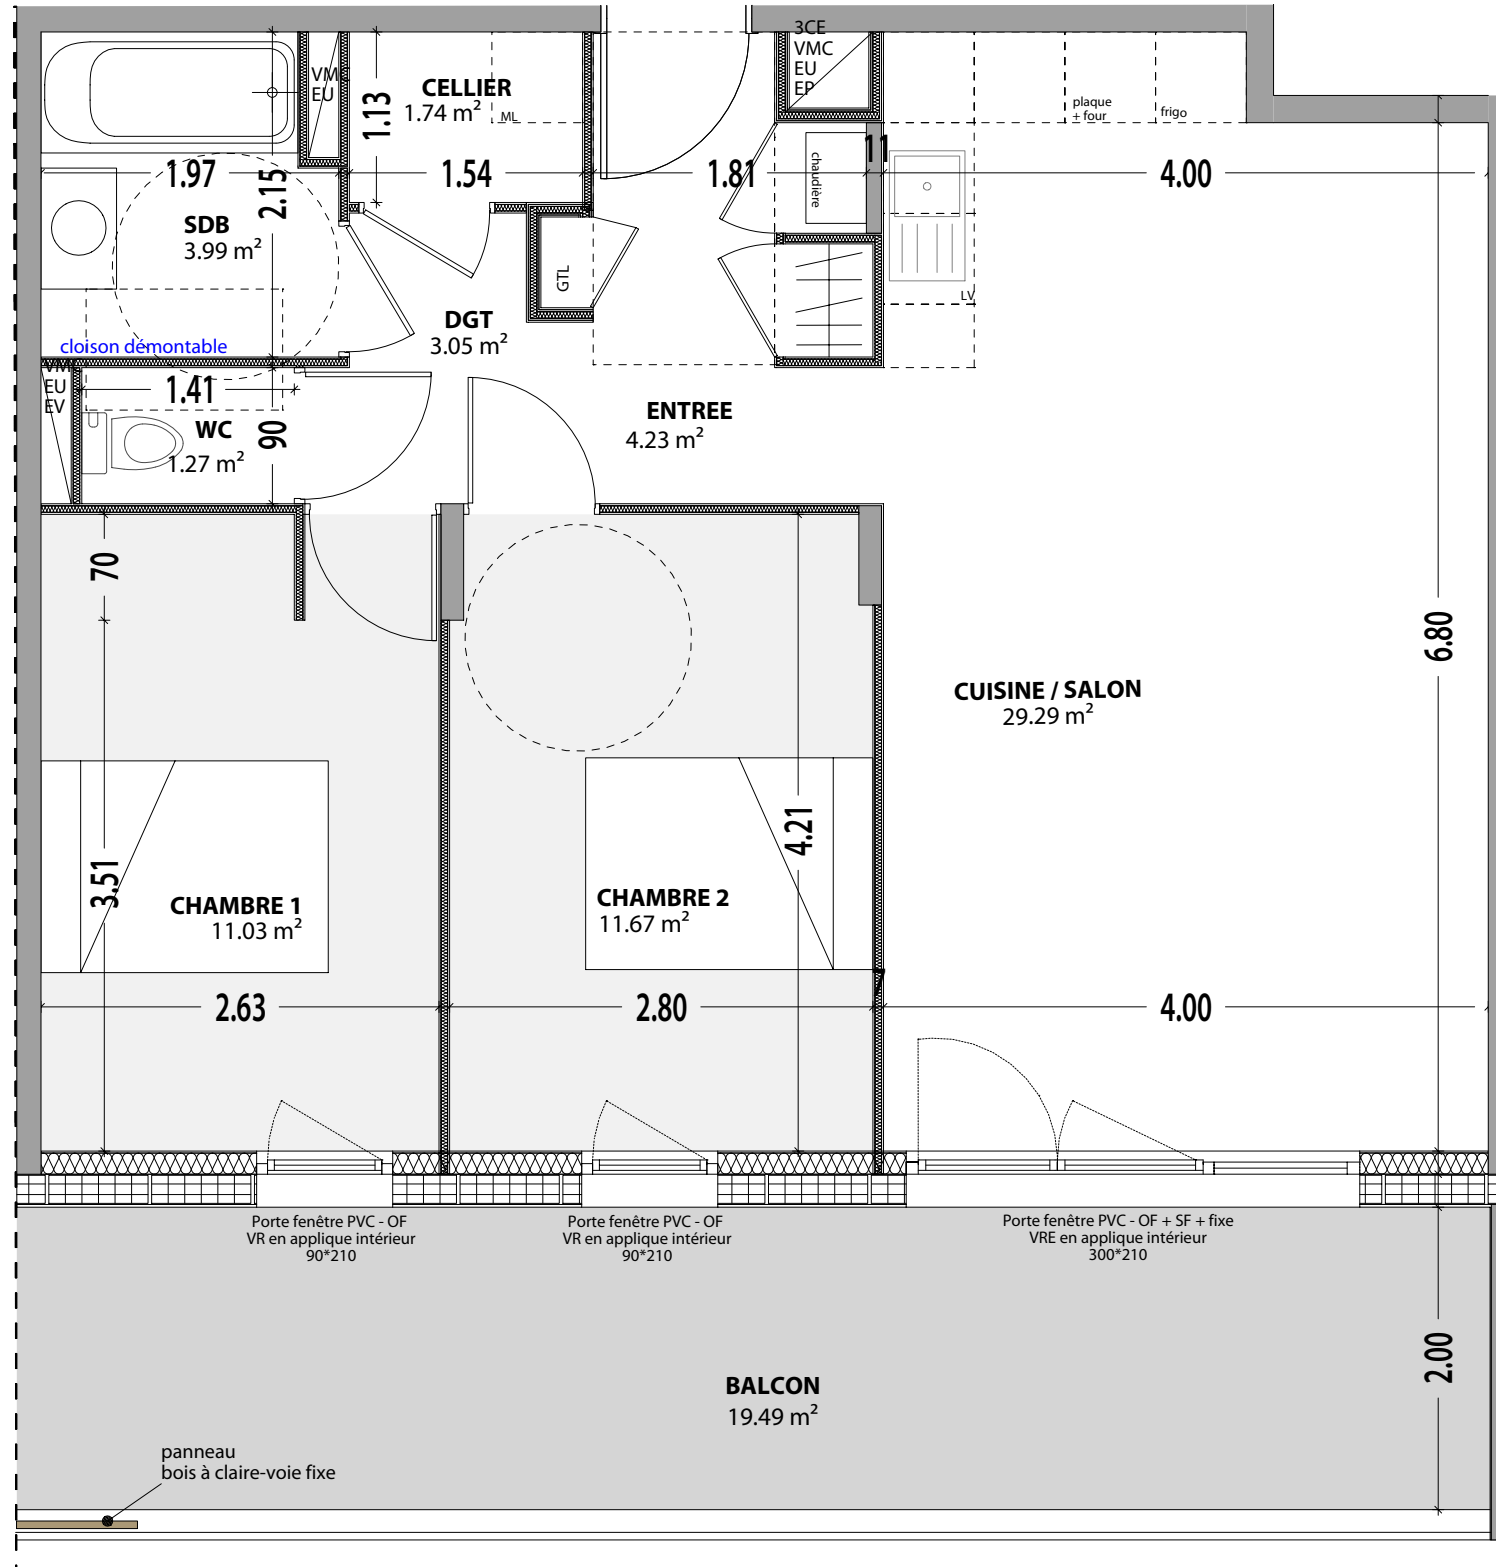 3CE
VMC
EU
EP
VMC
EU
CELLIER
1.74 m²
ML
1.13
plaque
+ four
frigo
1.97
2.15
1.54
1.81
chaudière
11
4.00
SDB
3.99 m²
GTL
LV
DGT
3.05 m²
cloison démontable
VMC
EU
EV
1.41
WC
1.27 m²
90
ENTREE
4.23 m²
70
6.80
CUISINE / SALON
29.29 m²
3.51
4.21
CHAMBRE 1
11.03 m²
CHAMBRE 2
11.67 m²
7
2.63
2.80
4.00
Porte fenêtre PVC - OF
VR en applique intérieur
90*210
Porte fenêtre PVC - OF
VR en applique intérieur
90*210
Porte fenêtre PVC - OF + SF + fixe
VRE en applique intérieur
300*210
2.00
BALCON
19.49 m²
panneau
bois à claire-voie fixe